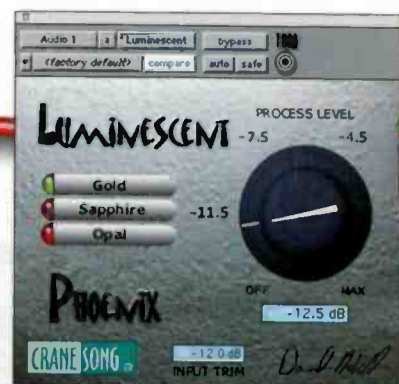 Audio 1 a Luminescent bypass
<factory default> compare auto safe
LUMINESCENT
PROCESS LEVEL
-7.5 -4.5
Gold
Sapphire -11.5
Opal
OFF MAX
PHOENIX
-12.5 dB
CRANE SONG
-12.0 dB
INPUT TRIM